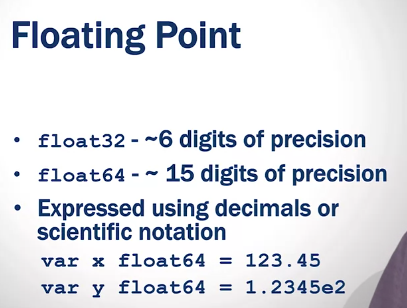 Floating Point
• float32 - ~6 digits of precision
• float64 - ~ 15 digits of precision
• Expressed using decimals or
scientific notation
var x float64 = 123.45
var y float64 = 1.2345e2